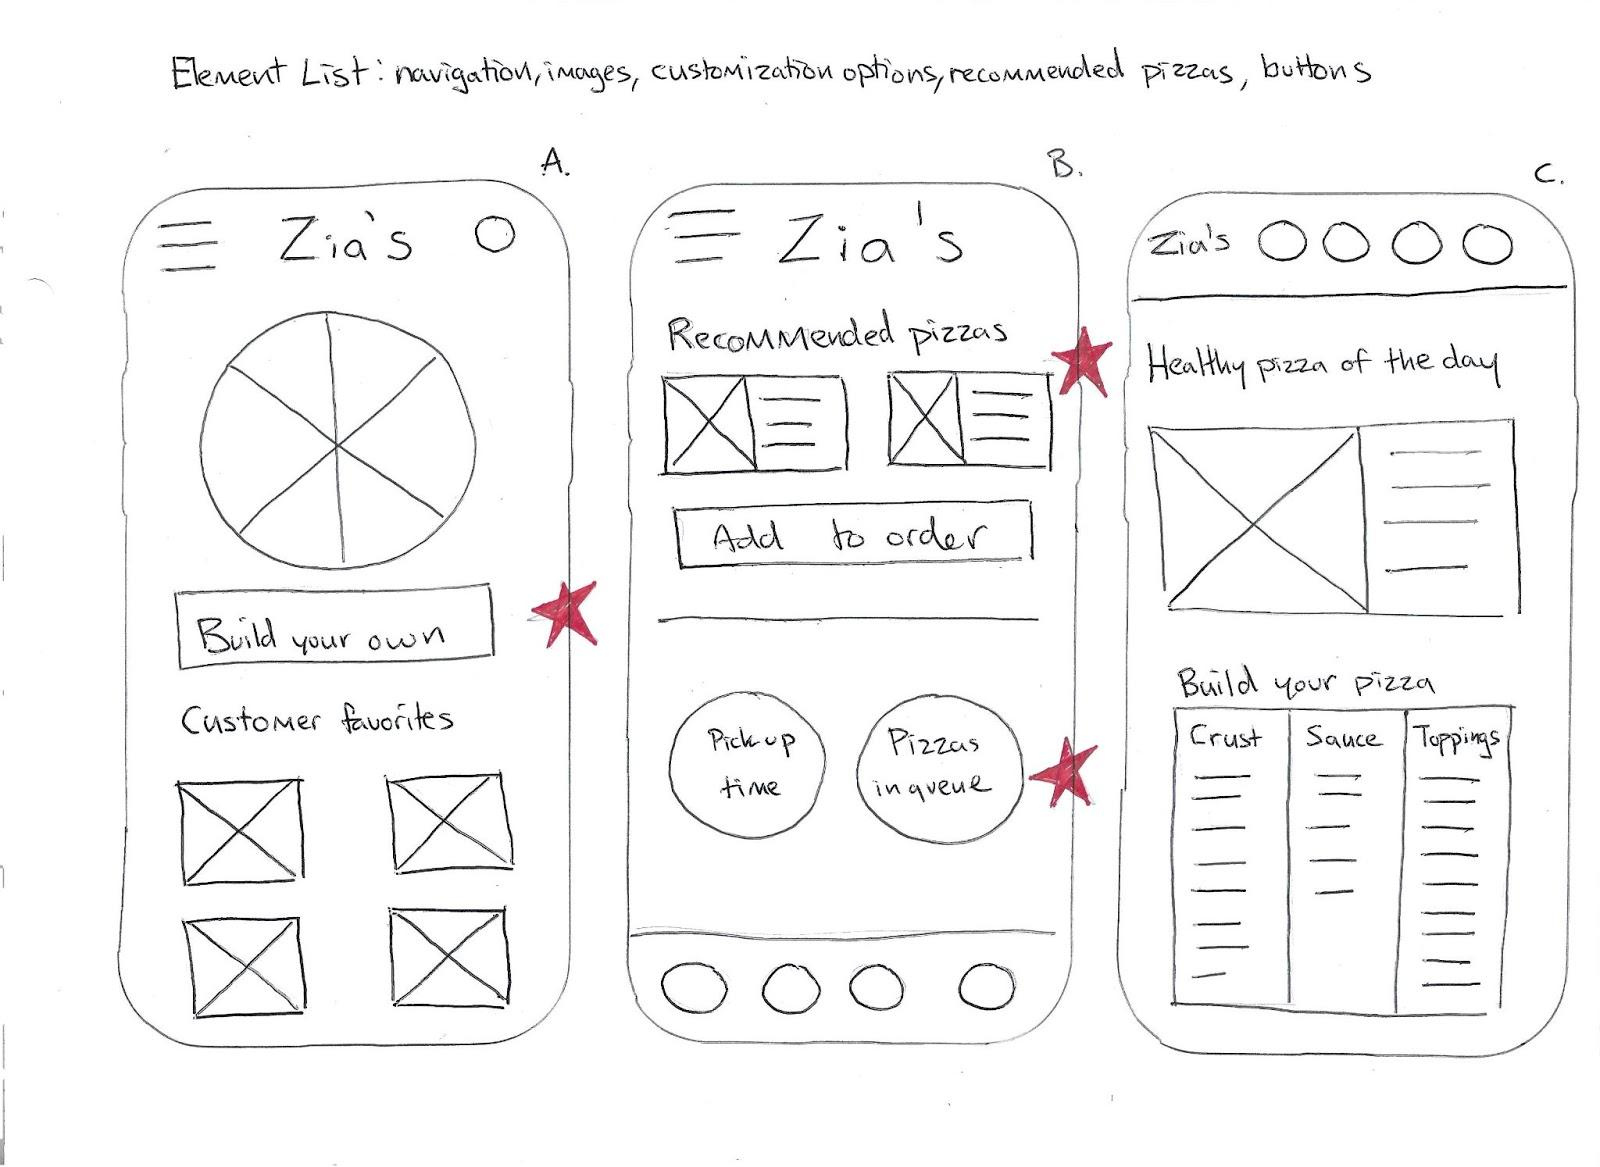 Element List: navigation, images, customization options, recommended pizzas, buttons
A.
Zia's
Build your own
Customer favorites
B.
Zia's
Recommended pizzas
Add to order
Pick-up
time
Pizzas
in queue
C.
Zia's
Healthy pizza of the day
Build your pizza
Crust Sauce Toppings